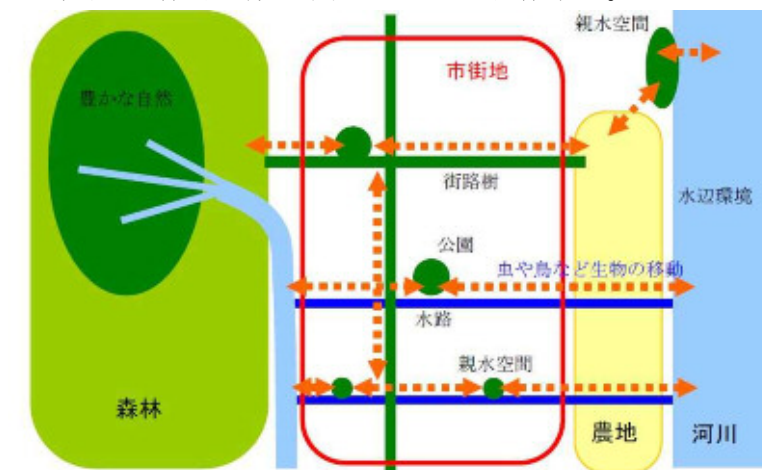 親水空間
市街地
豊かな自然
街路樹
水辺環境
公園
虫や鳥など生物の移動
水路
親水空間
森林
農地
河川